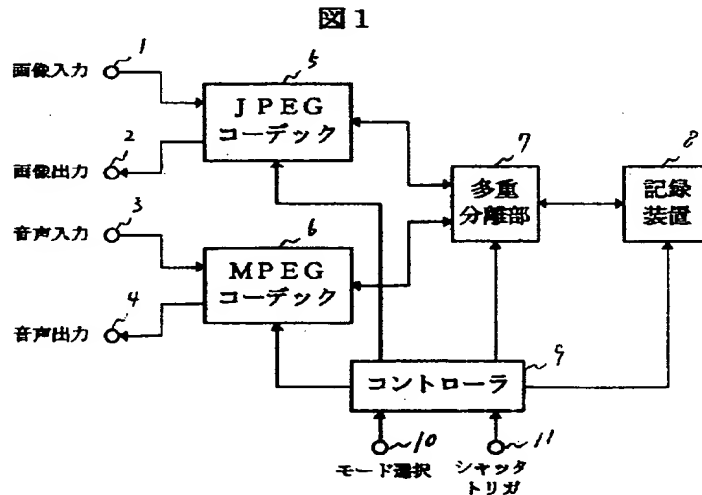 図1
画像入力
1
5
JPEG
コーデック
2
画像出力
7
多重
分離部
8
記録
装置
音声入力
3
6
MPEG
コーデック
4
音声出力
コントローラ
9
10
モード選択
11
シャッタ
トリガ